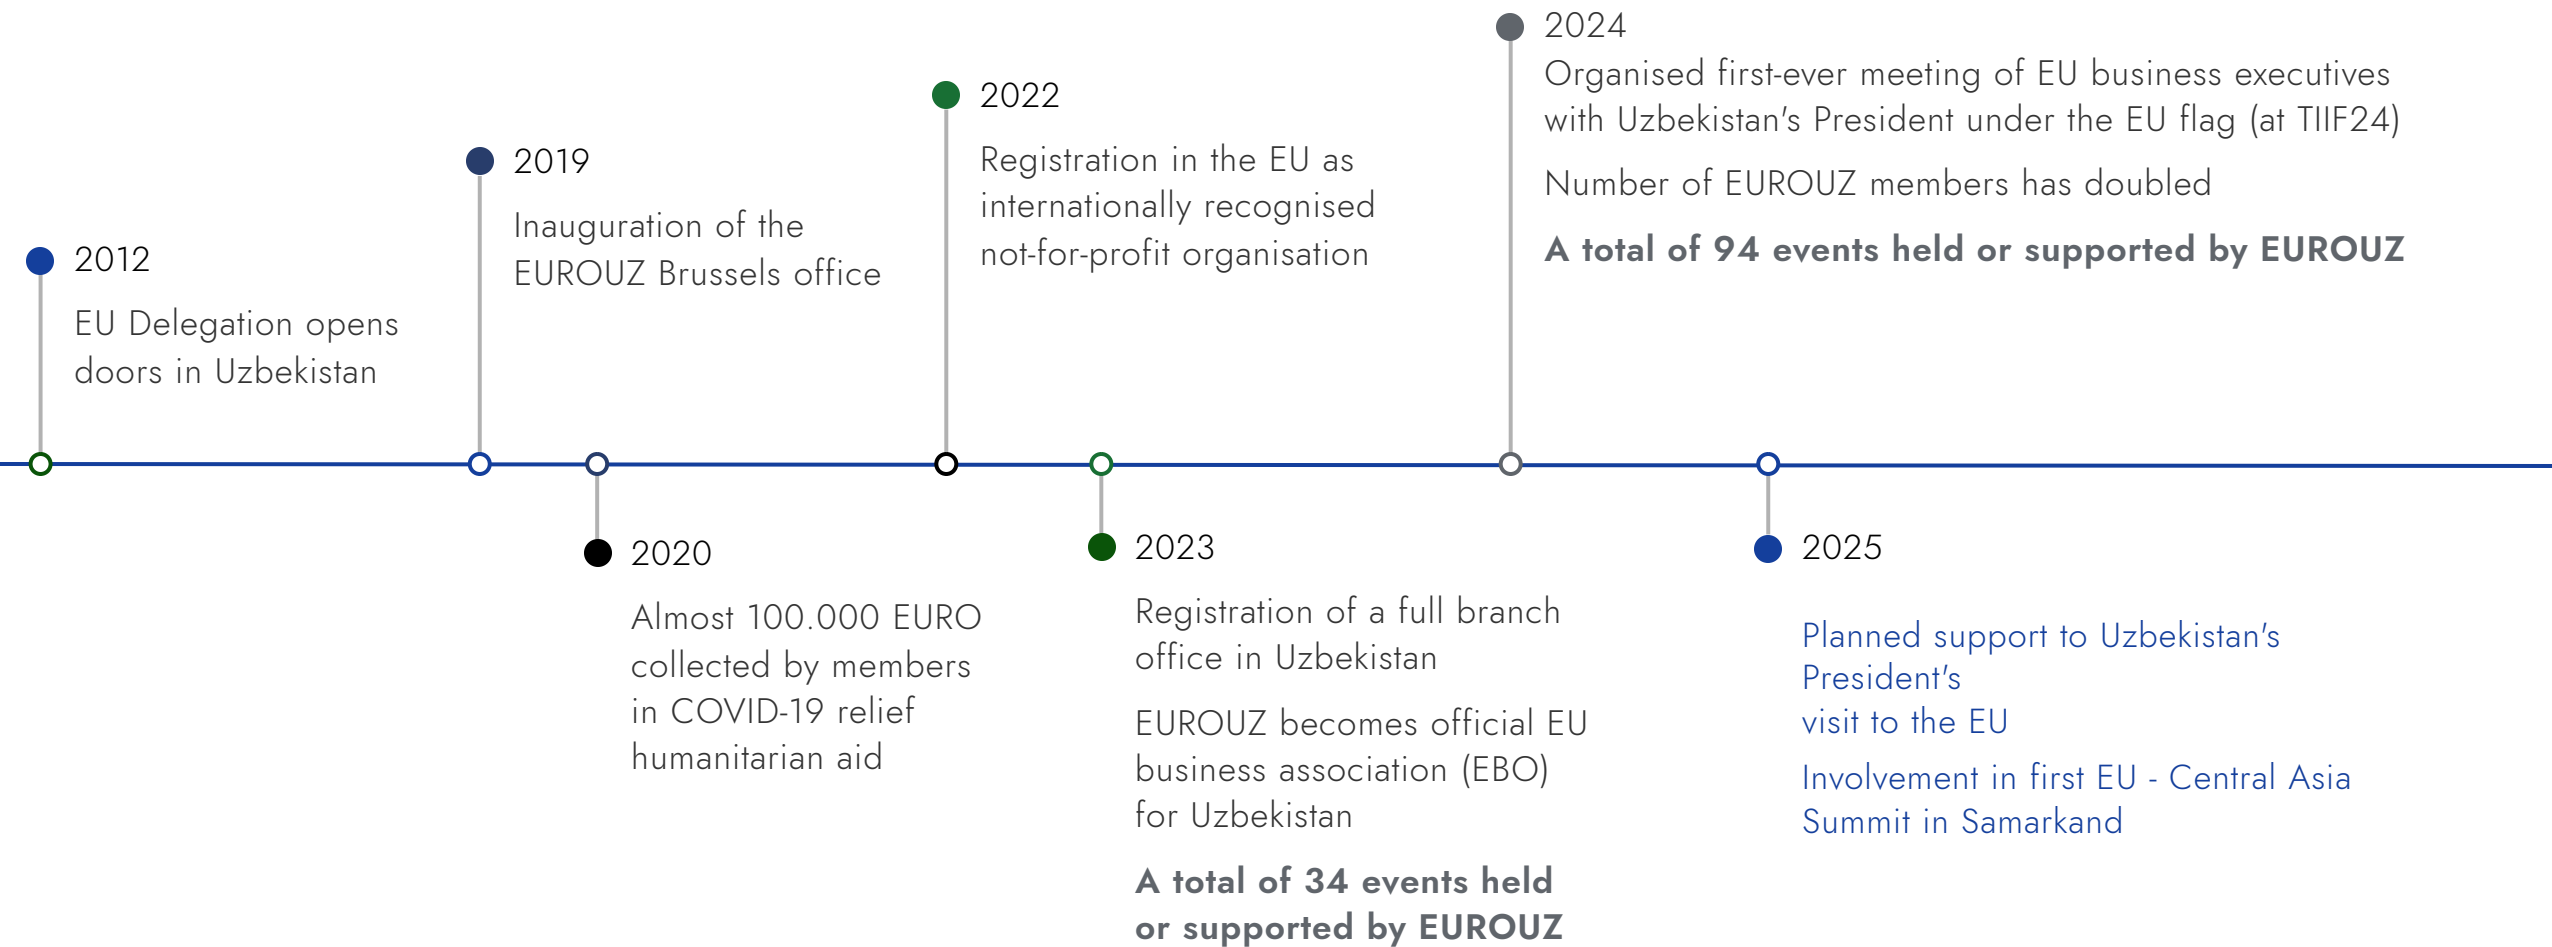 2012
EU Delegation opens
doors in Uzbekistan
2019
Inauguration of the
EUROUZ Brussels office
2020
Almost 100.000 EURO
collected by members
in COVID-19 relief
humanitarian aid
2022
Registration in the EU as
internationally recognised
not-for-profit organisation
2023
Registration of a full branch
office in Uzbekistan
EUROUZ becomes official EU
business association (EBO)
for Uzbekistan
A total of 34 events held
or supported by EUROUZ
2024
Organised first-ever meeting of EU business executives
with Uzbekistan's President under the EU flag (at TIIF24)
Number of EUROUZ members has doubled
A total of 94 events held or supported by EUROUZ
2025
Planned support to Uzbekistan's
President's
visit to the EU
Involvement in first EU - Central Asia
Summit in Samarkand